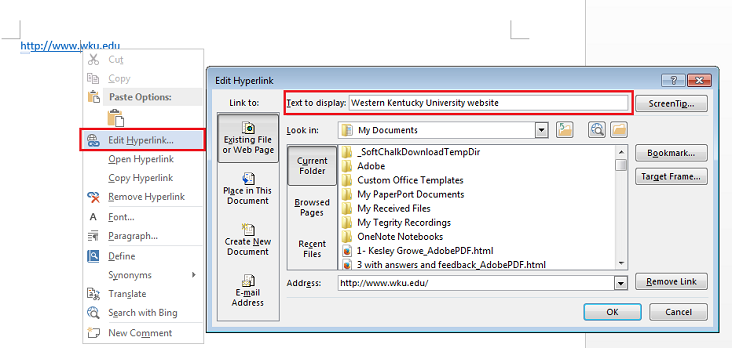 http://www.wku.edu
Cut
Copy
Paste Options:
Edit Hyperlink...
Open Hyperlink
Copy Hyperlink
Remove Hyperlink
A Font...
Paragraph...
Define
Synonyms
Translate
Search with Bing
New Comment
Edit Hyperlink
?
Link to:
Text to display: Western Kentucky University website
ScreenTip...
Existing File
or Web Page
Place in This
Document
Create New
Document
E-mail
Address
Look in:
My Documents
Current
Folder
Browsed
Pages
Recent
Files
_SoftChalkDownloadTempDir
Adobe
Custom Office Templates
My PaperPort Documents
My Received Files
My Tegrity Recordings
OneNote Notebooks
1- Kesley Growe_AdobePDF.html
3 with answers and feedback_AdobePDF.html
Bookmark...
Target Frame...
Address:
http://www.wku.edu/
Remove Link
OK
Cancel